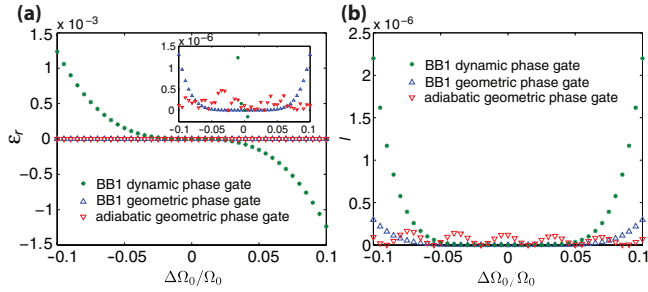 (a)
× 10⁻³
1.5
1
0.5
0
−0.5
−1
−1.5
εr
× 10⁻⁶
1.5
1
0.5
0
−0.1 −0.05 0 0.05 0.1
BB1 dynamic phase gate
BB1 geometric phase gate
adiabatic geometric phase gate
−0.1 −0.05 0 0.05 0.1
ΔΩ₀/Ω₀
(b)
× 10⁻⁶
2.5
2
1.5
1
0.5
0
I
BB1 dynamic phase gate
BB1 geometric phase gate
adiabatic geometric phase gate
−0.1 −0.05 0 0.05 0.1
ΔΩ₀/Ω₀